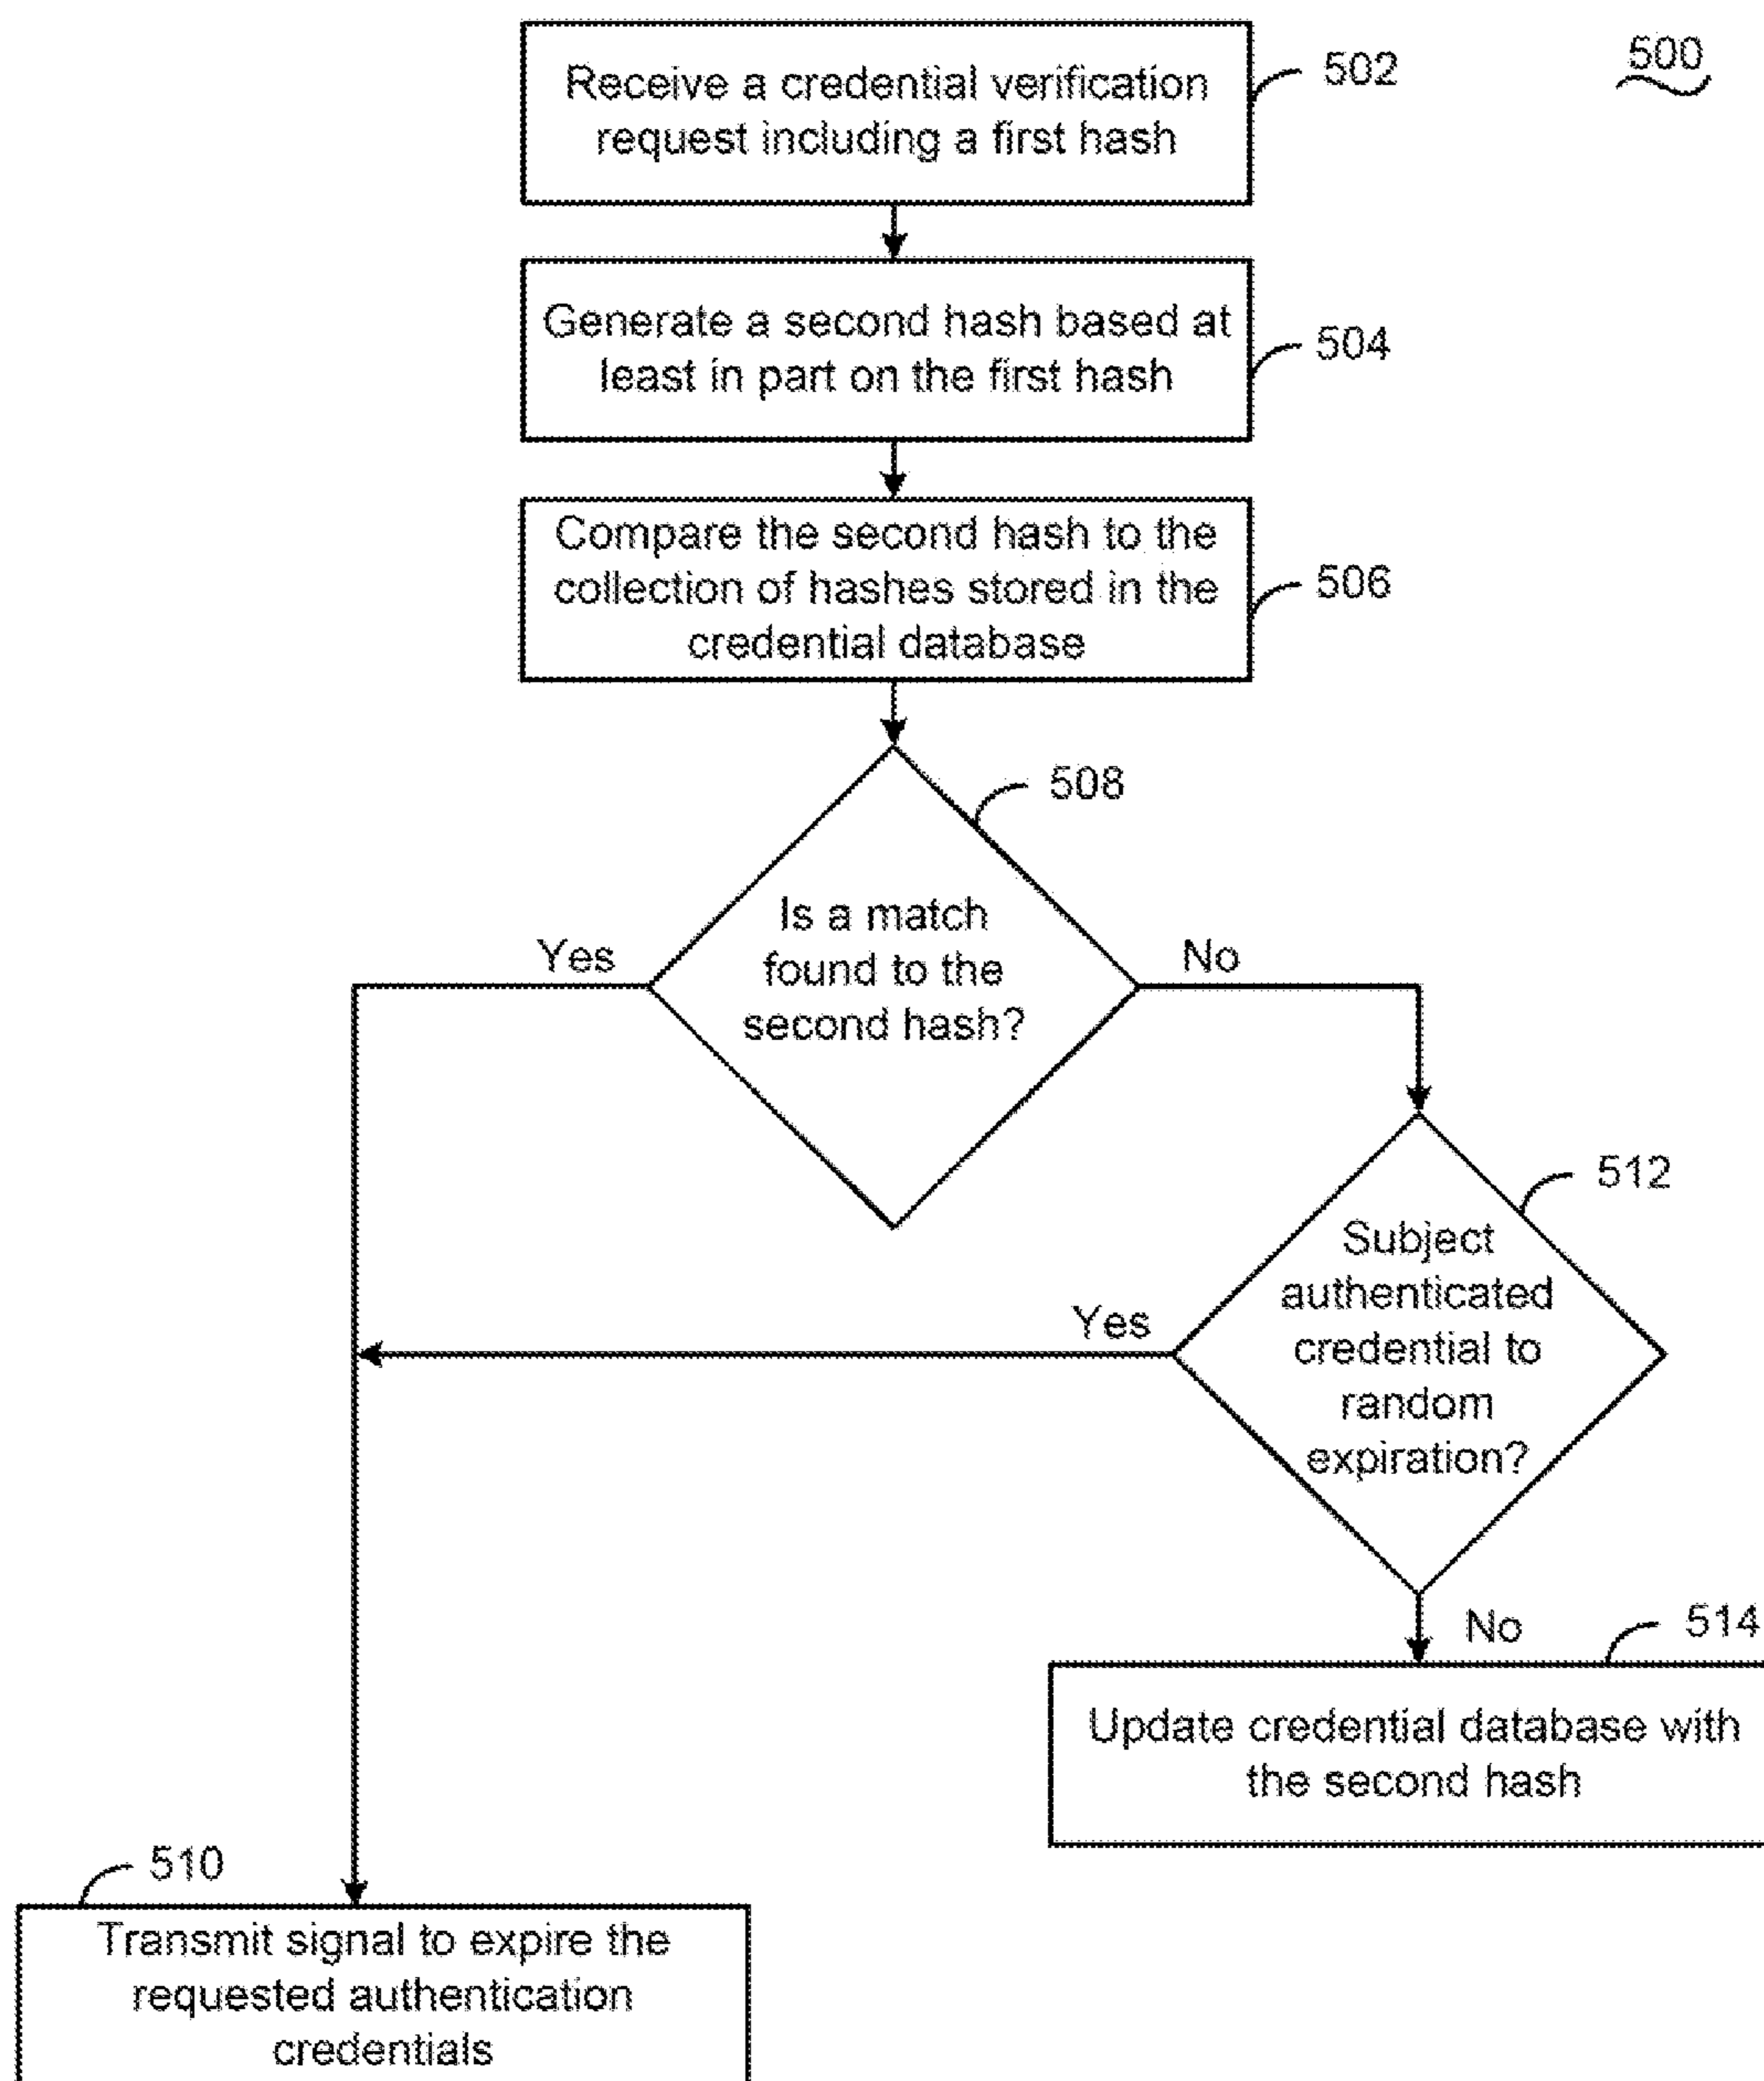 500
Receive a credential verification
request including a first hash
502
Generate a second hash based at
least in part on the first hash
504
Compare the second hash to the
collection of hashes stored in the
credential database
506
508
Is a match
found to the
second hash?
Yes
No
512
Subject
authenticated
credential to
random
expiration?
Yes
No
514
Update credential database with
the second hash
510
Transmit signal to expire the
requested authentication
credentials